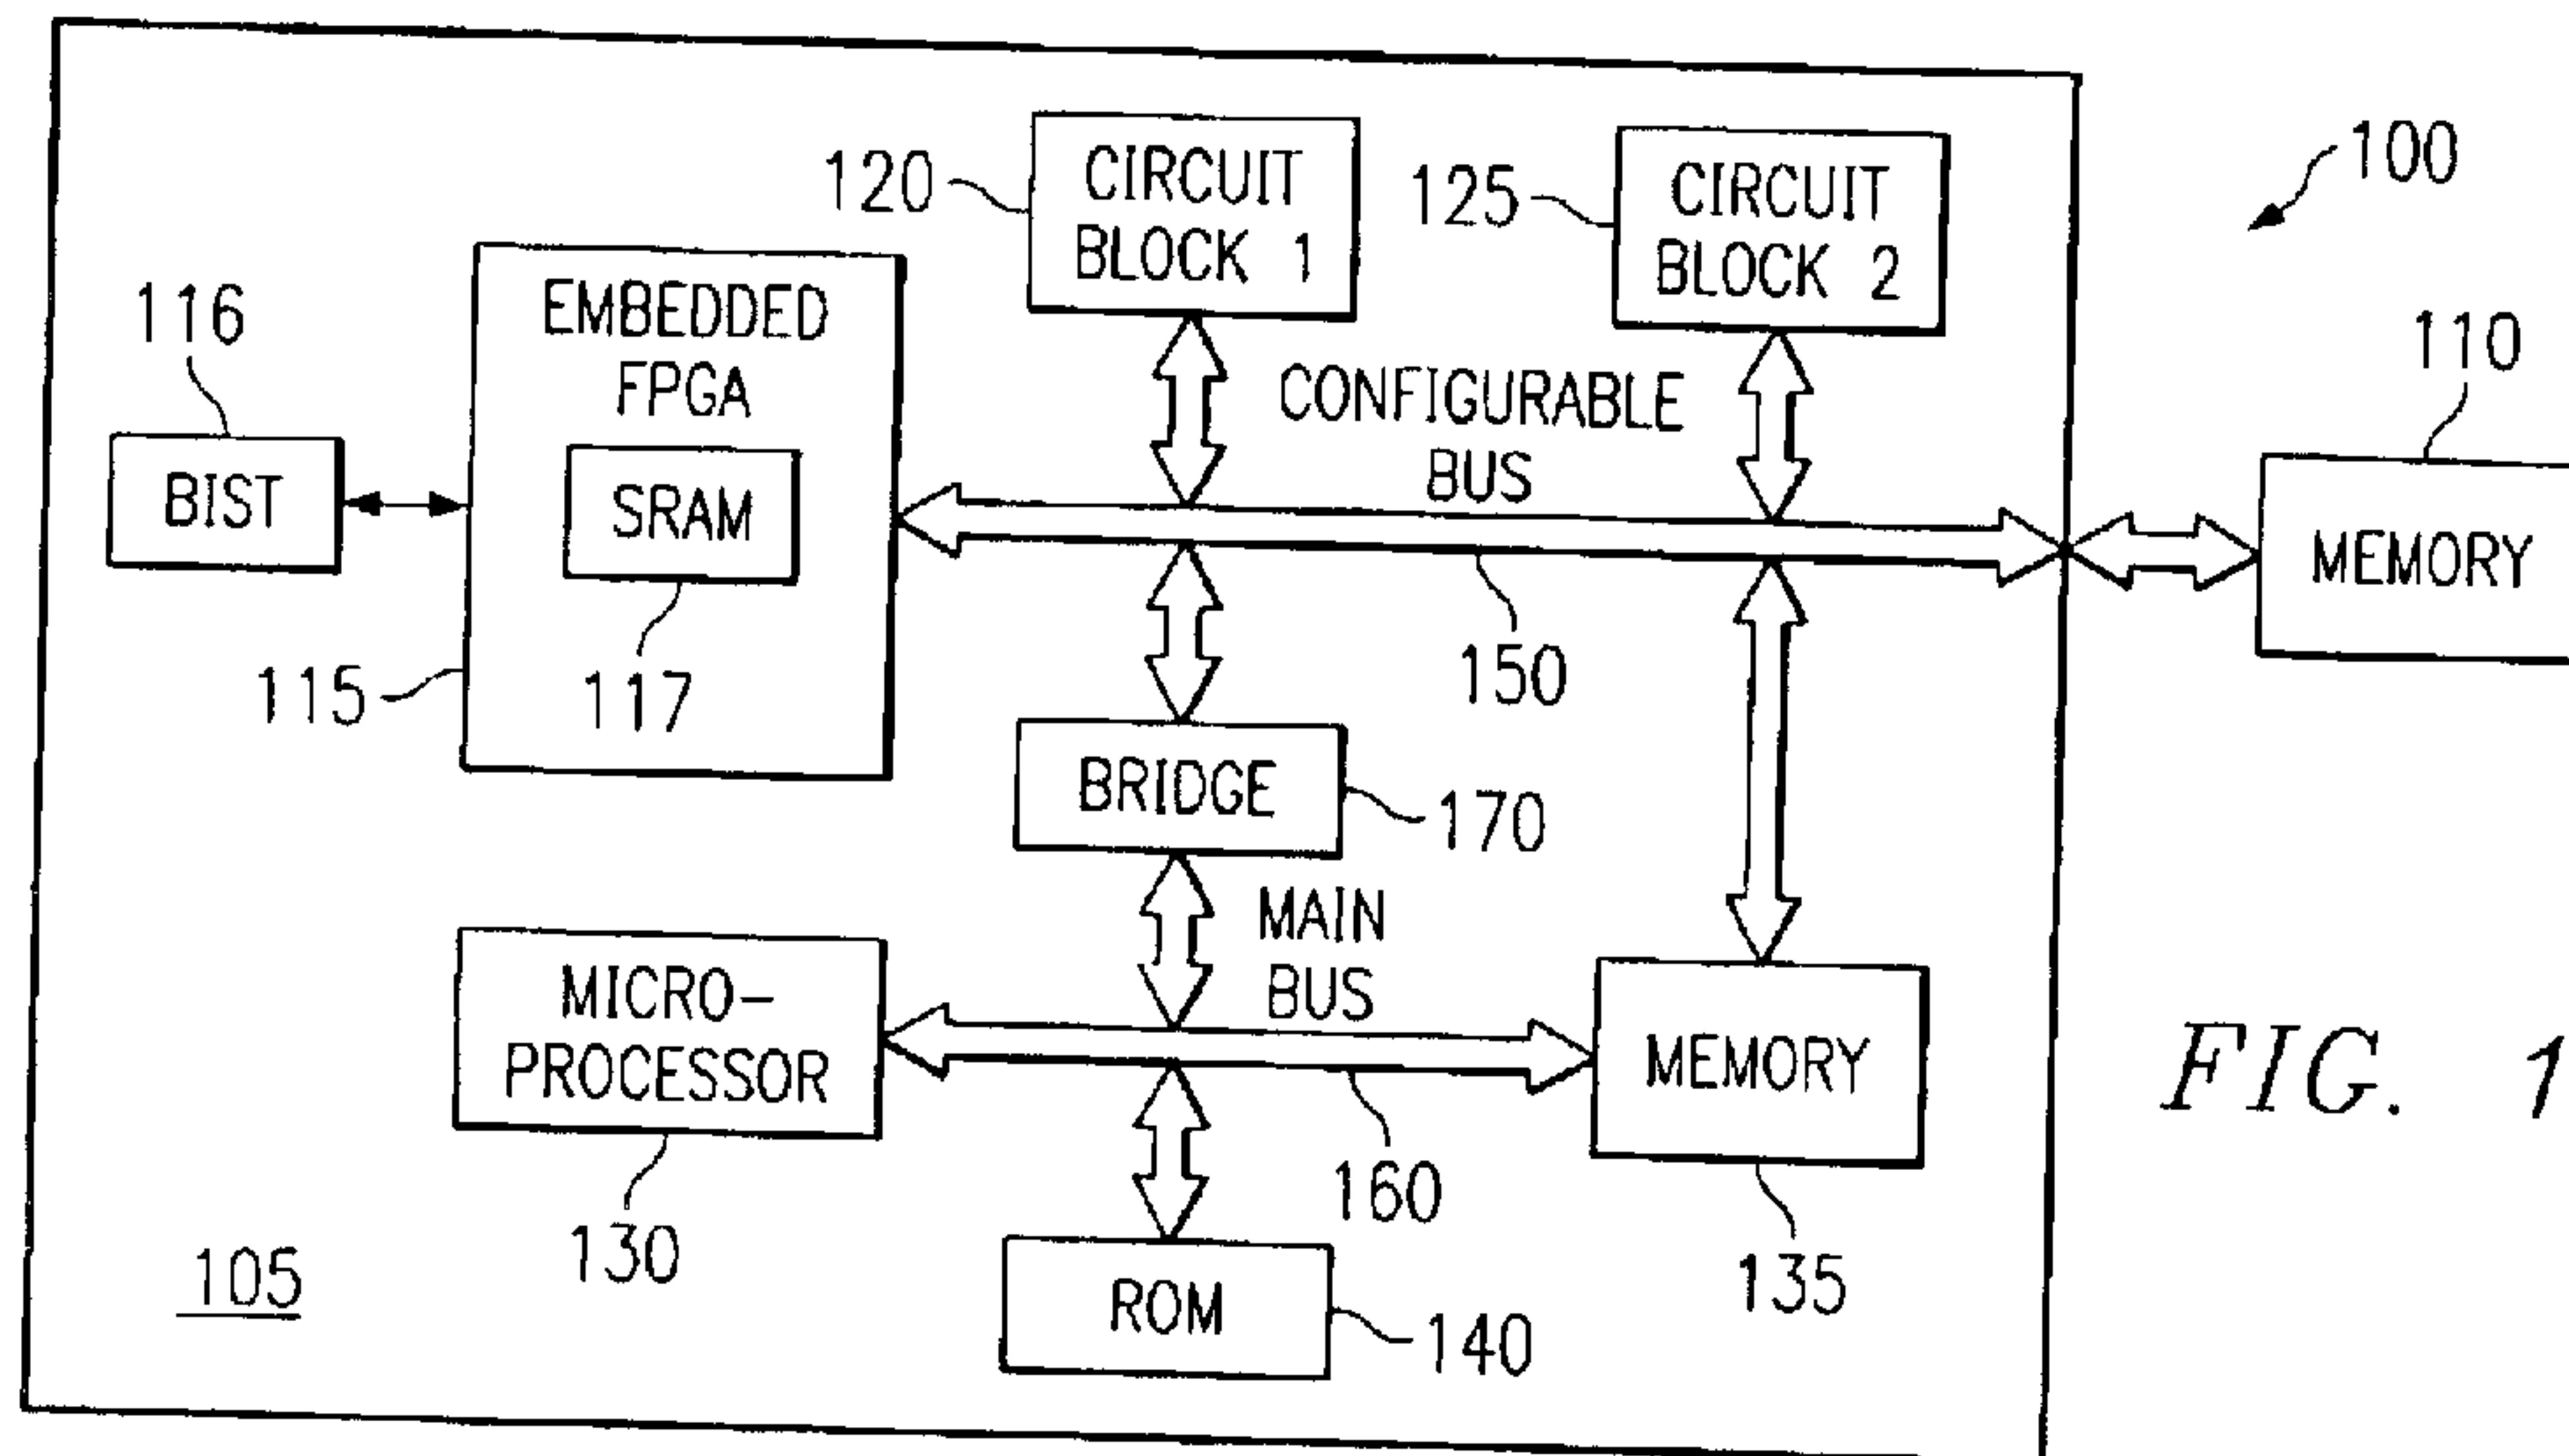 100
120
CIRCUIT
BLOCK 1
125
CIRCUIT
BLOCK 2
116
EMBEDDED
FPGA
110
BIST
SRAM
CONFIGURABLE
BUS
MEMORY
115
117
150
BRIDGE
170
MAIN
BUS
MICRO-
PROCESSOR
MEMORY
FIG. 1
130
160
135
105
ROM
140